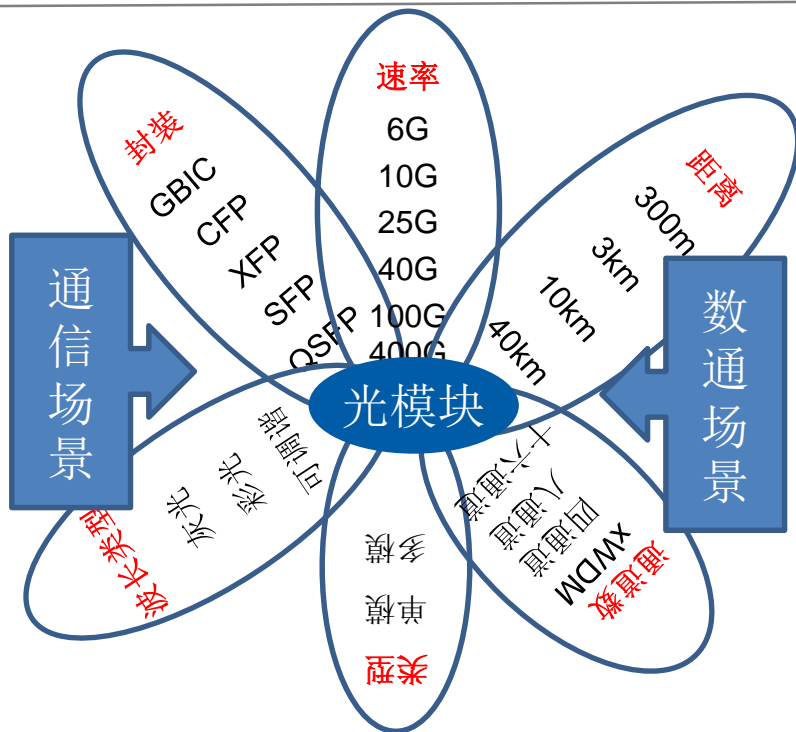 速率
6G
10G
25G
40G
100G
400G
封装
GBIC
CFP
XFP
SFP
QSFP
距离
300m
3km
10km
40km
通信场景
数通场景
光模块
波长类型
灰光
彩光
可调谐
类型
单模
多模
通道数
xWDM
四通道
八通道
十六通道